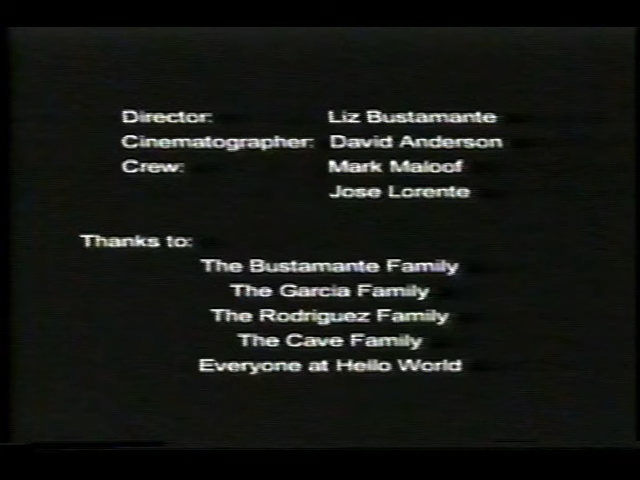 Director: Liz Bustamante
Cinematographer: David Anderson
Crew: Mark Maloof
Jose Lorente
Thanks to:
The Bustamante Family
The Garcia Family
The Rodriguez Family
The Cave Family
Everyone at Hello World